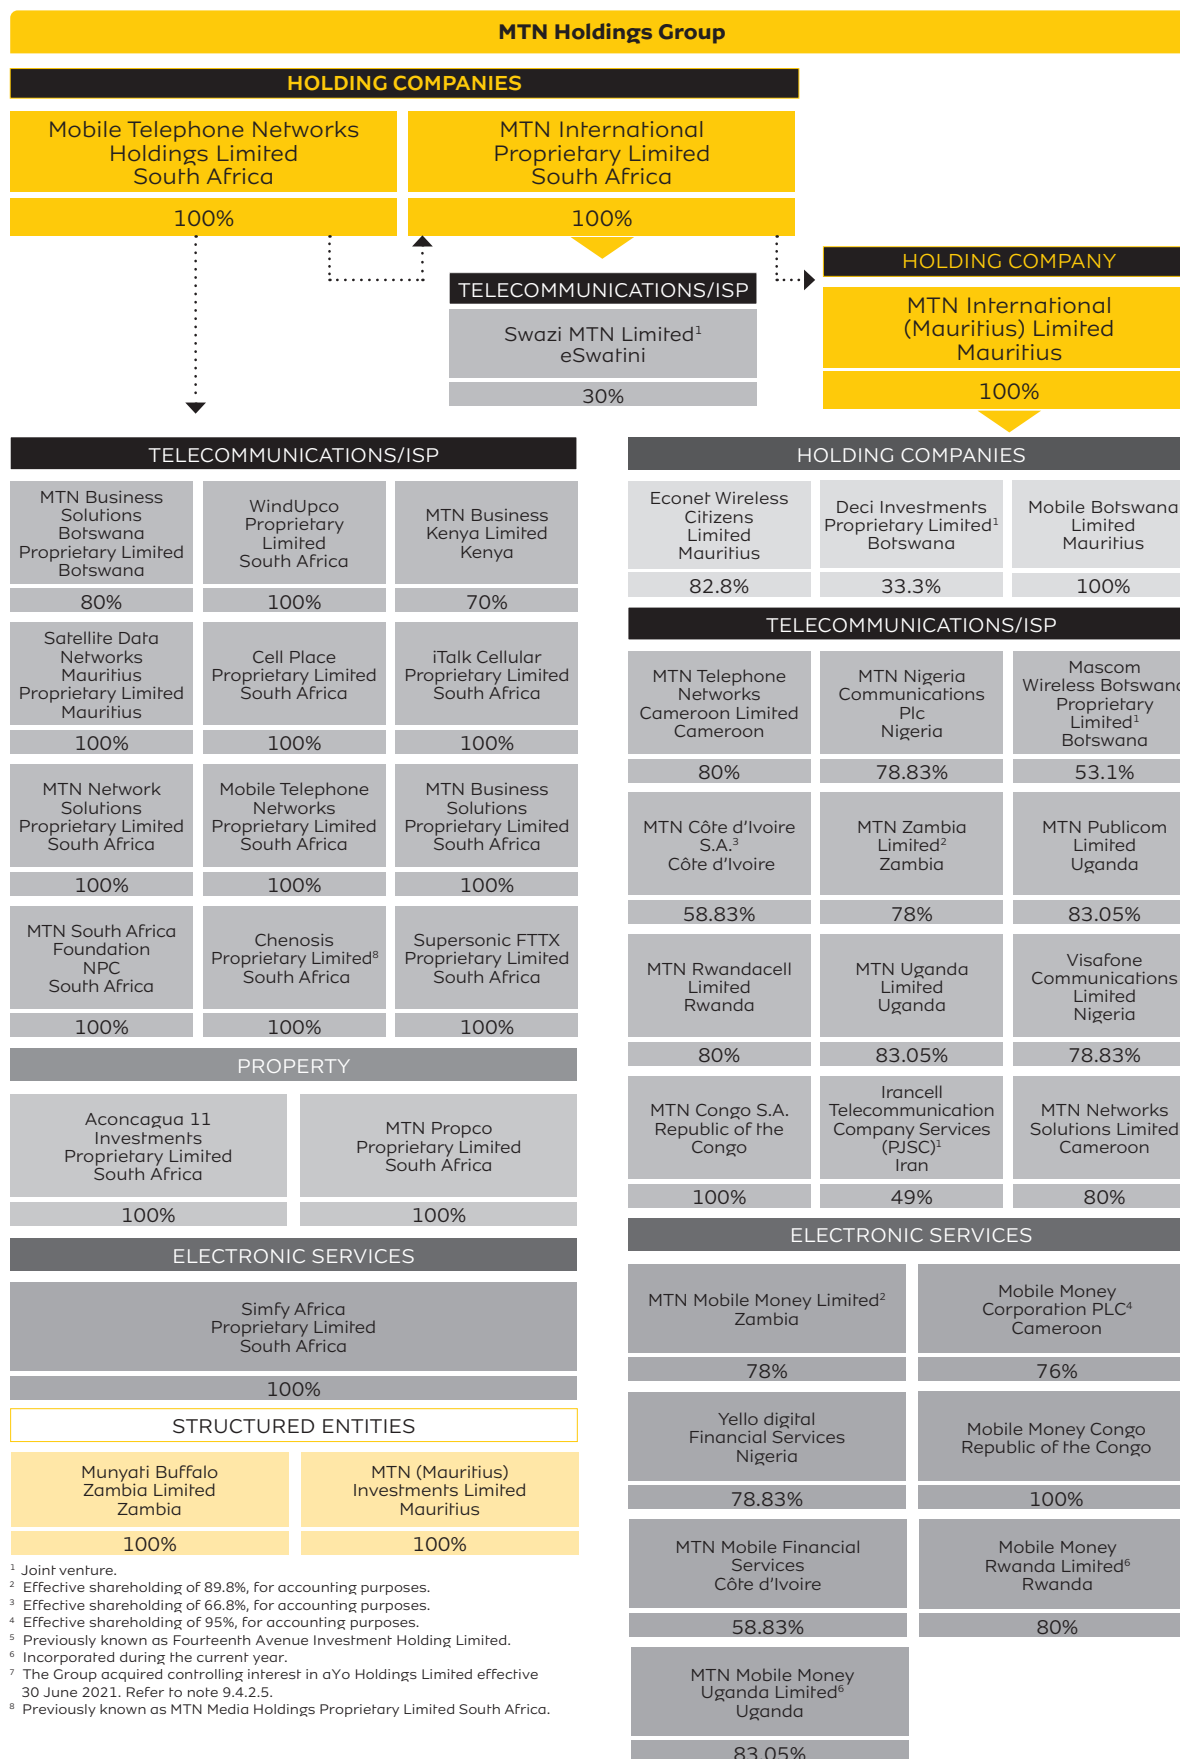 MTN Holdings Group
HOLDING COMPANIES
Mobile Telephone Networks
Holdings Limited
South Africa
100%
MTN International
Proprietary Limited
South Africa
100%
TELECOMMUNICATIONS/ISP
Swazi MTN Limited¹
eSwatini
30%
HOLDING COMPANY
MTN International
(Mauritius) Limited
Mauritius
100%
TELECOMMUNICATIONS/ISP
MTN Business
Solutions
Botswana
Proprietary Limited
Botswana
80%
WindUpco
Proprietary
Limited
South Africa
100%
MTN Business
Kenya Limited
Kenya
70%
Satellite Data
Networks
Mauritius
Proprietary Limited
Mauritius
100%
Cell Place
Proprietary Limited
South Africa
100%
iTalk Cellular
Proprietary Limited
South Africa
100%
MTN Network
Solutions
Proprietary Limited
South Africa
100%
Mobile Telephone
Networks
Proprietary Limited
South Africa
100%
MTN Business
Solutions
Proprietary Limited
South Africa
100%
MTN South Africa
Foundation
NPC
South Africa
100%
Chenosis
Proprietary Limited⁸
South Africa
100%
Supersonic FTTX
Proprietary Limited
South Africa
100%
PROPERTY
Aconcagua 11
Investments
Proprietary Limited
South Africa
100%
MTN Propco
Proprietary Limited
South Africa
100%
ELECTRONIC SERVICES
Simfy Africa
Proprietary Limited
South Africa
100%
STRUCTURED ENTITIES
Munyati Buffalo
Zambia Limited
Zambia
100%
MTN (Mauritius)
Investments Limited
Mauritius
100%
¹ Joint venture.
² Effective shareholding of 89.8%, for accounting purposes.
³ Effective shareholding of 66.8%, for accounting purposes.
⁴ Effective shareholding of 95%, for accounting purposes.
⁵ Previously known as Fourteenth Avenue Investment Holding Limited.
⁶ Incorporated during the current year.
⁷ The Group acquired controlling interest in aYo Holdings Limited effective
30 June 2021. Refer to note 9.4.2.5.
⁸ Previously known as MTN Media Holdings Proprietary Limited South Africa.
HOLDING COMPANIES
Econet Wireless
Citizens
Limited
Mauritius
82.8%
Deci Investments
Proprietary Limited¹
Botswana
33.3%
Mobile Botswana
Limited
Mauritius
100%
TELECOMMUNICATIONS/ISP
MTN Telephone
Networks
Cameroon Limited
Cameroon
80%
MTN Nigeria
Communications
Plc
Nigeria
78.83%
Mascom
Wireless Botswana
Proprietary
Limited¹
Botswana
53.1%
MTN Côte d'Ivoire
S.A.³
Côte d'Ivoire
58.83%
MTN Zambia
Limited²
Zambia
78%
MTN Publicom
Limited
Uganda
83.05%
MTN Rwandacell
Limited
Rwanda
80%
MTN Uganda
Limited
Uganda
83.05%
Visafone
Communications
Limited
Nigeria
78.83%
MTN Congo S.A.
Republic of the
Congo
100%
Irancell
Telecommunication
Company Services
(PJSC)¹
Iran
49%
MTN Networks
Solutions Limited
Cameroon
80%
ELECTRONIC SERVICES
MTN Mobile Money Limited²
Zambia
78%
Mobile Money
Corporation PLC⁴
Cameroon
76%
Yello digital
Financial Services
Nigeria
78.83%
Mobile Money Congo
Republic of the Congo
100%
MTN Mobile Financial
Services
Côte d'Ivoire
58.83%
Mobile Money
Rwanda Limited⁶
Rwanda
80%
MTN Mobile Money
Uganda Limited⁶
Uganda
83.05%